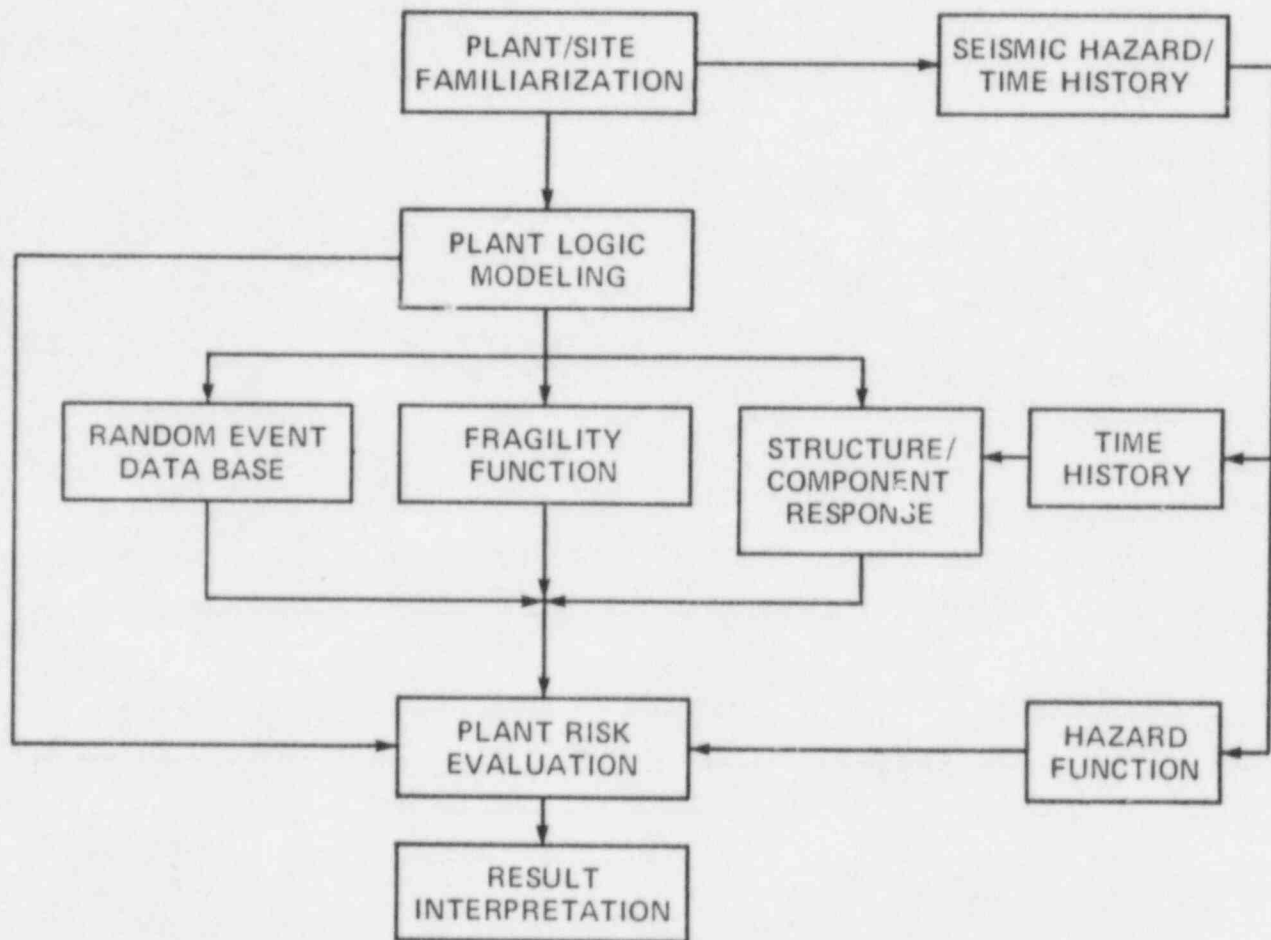 PLANT/SITE
FAMILIARIZATION
SEISMIC HAZARD/
TIME HISTORY
PLANT LOGIC
MODELING
RANDOM EVENT
DATA BASE
FRAGILITY
FUNCTION
STRUCTURE/
COMPONENT
RESPONSE
TIME
HISTORY
PLANT RISK
EVALUATION
HAZARD
FUNCTION
RESULT
INTERPRETATION